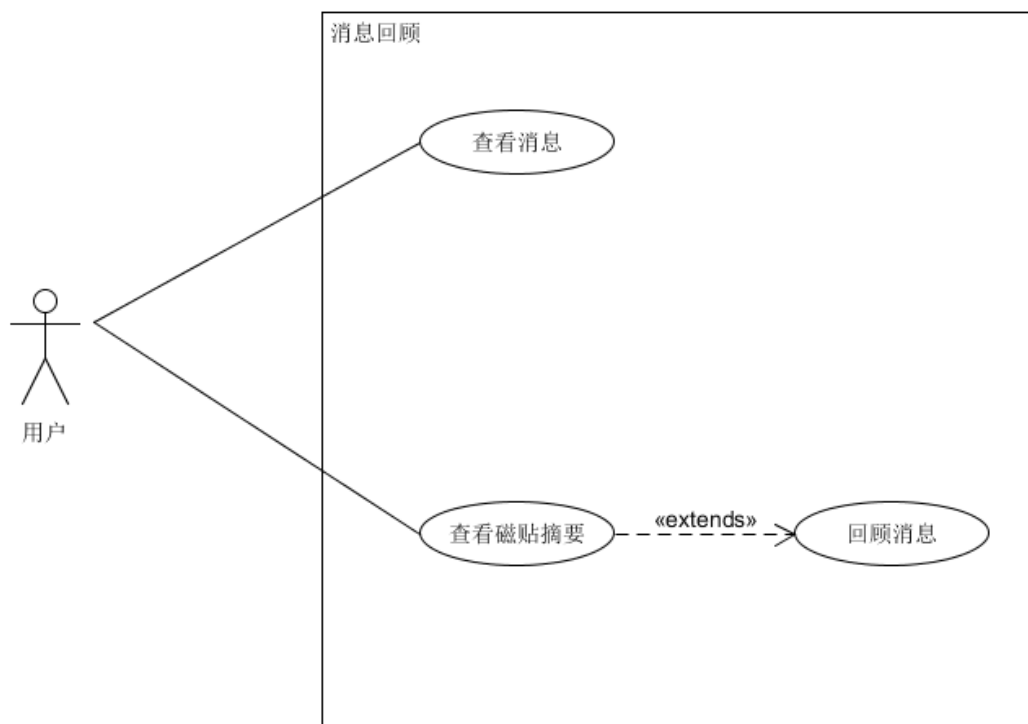 消息回顾
查看消息
用户
查看磁贴摘要
«extends»
回顾消息